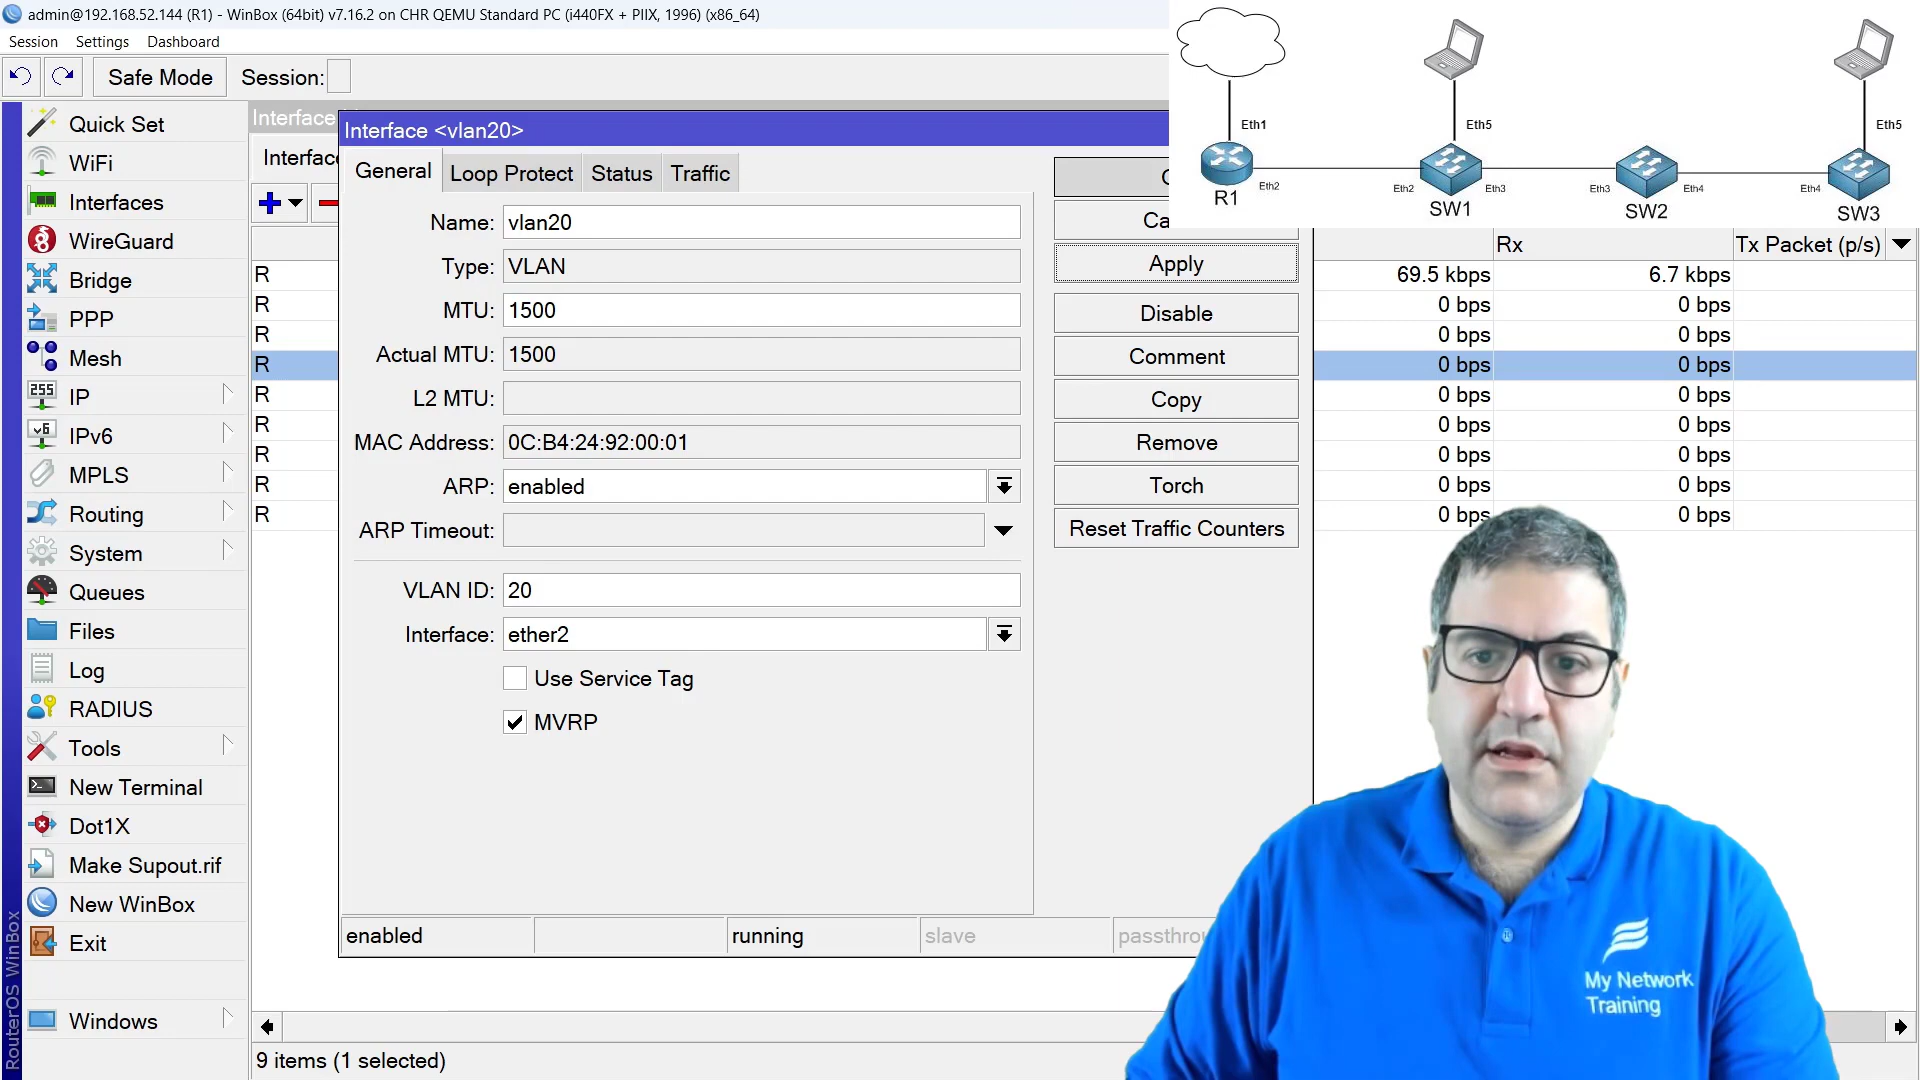 admin@192.168.52.144 (R1) - WinBox (64bit) v7.16.2 on CHR QEMU Standard PC (i440FX + PIIX, 1996) (x86_64)
Session Settings Dashboard
Safe Mode Session:
Quick Set
WiFi
Interfaces
WireGuard
Bridge
PPP
Mesh
255
IP
v6
IPv6
MPLS
Routing
System
Queues
Files
Log
RADIUS
Tools
New Terminal
Dot1X
Make Supout.rif
New WinBox
Exit
Windows
RouterOS WinBox
Interface
Interfac
R
R
R
R
R
R
R
R
R
Interface <vlan20>
General Loop Protect Status Traffic
Name: vlan20
Type: VLAN
MTU: 1500
Actual MTU: 1500
L2 MTU:
MAC Address: 0C:B4:24:92:00:01
ARP: enabled
ARP Timeout:
VLAN ID: 20
Interface: ether2
Use Service Tag
MVRP
enabled running slave passthrou
Ca
Apply
Disable
Comment
Copy
Remove
Torch
Reset Traffic Counters
Eth1
Eth5
Eth5
R1
Eth2
Eth2
SW1
Eth3
Eth3
SW2
Eth4
Eth4
SW3
Rx Tx Packet (p/s)
69.5 kbps 6.7 kbps
0 bps 0 bps
0 bps 0 bps
0 bps 0 bps
0 bps 0 bps
0 bps 0 bps
0 bps 0 bps
0 bps 0 bps
0 bps 0 bps
My Network
Training
9 items (1 selected)